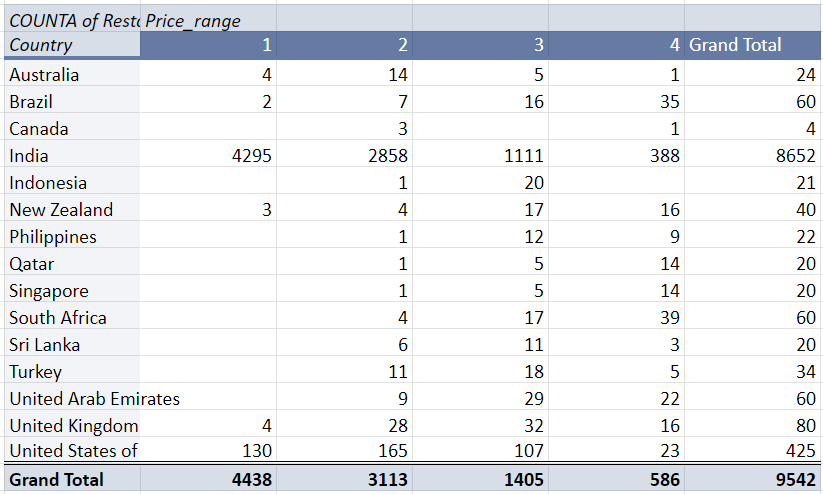 COUNTA of Resta Price_range
Country 1 2 3 4 Grand Total
Australia 4 14 5 1 24
Brazil 2 7 16 35 60
Canada 3 1 4
India 4295 2858 1111 388 8652
Indonesia 1 20 21
New Zealand 3 4 17 16 40
Philippines 1 12 9 22
Qatar 1 5 14 20
Singapore 1 5 14 20
South Africa 4 17 39 60
Sri Lanka 6 11 3 20
Turkey 11 18 5 34
United Arab Emirates 9 29 22 60
United Kingdom 4 28 32 16 80
United States of 130 165 107 23 425
Grand Total 4438 3113 1405 586 9542